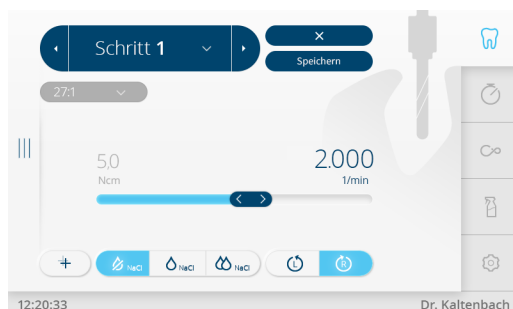 Schritt 1
×
Speichern
27:1
5,0
Ncm
2.000
1/min
NaCl NaCl NaCl L R
12:20:33 Dr. Kaltenbach